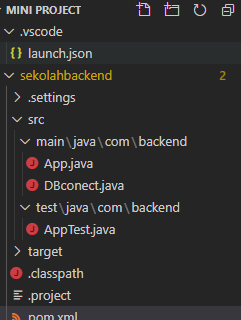 MINI PROJECT
.vscode
{} launch.json
sekolahbackend 2
.settings
src
main\java\com\backend
App.java
DBconect.java
test\java\com\backend
AppTest.java
target
.classpath
.project
pom.xml